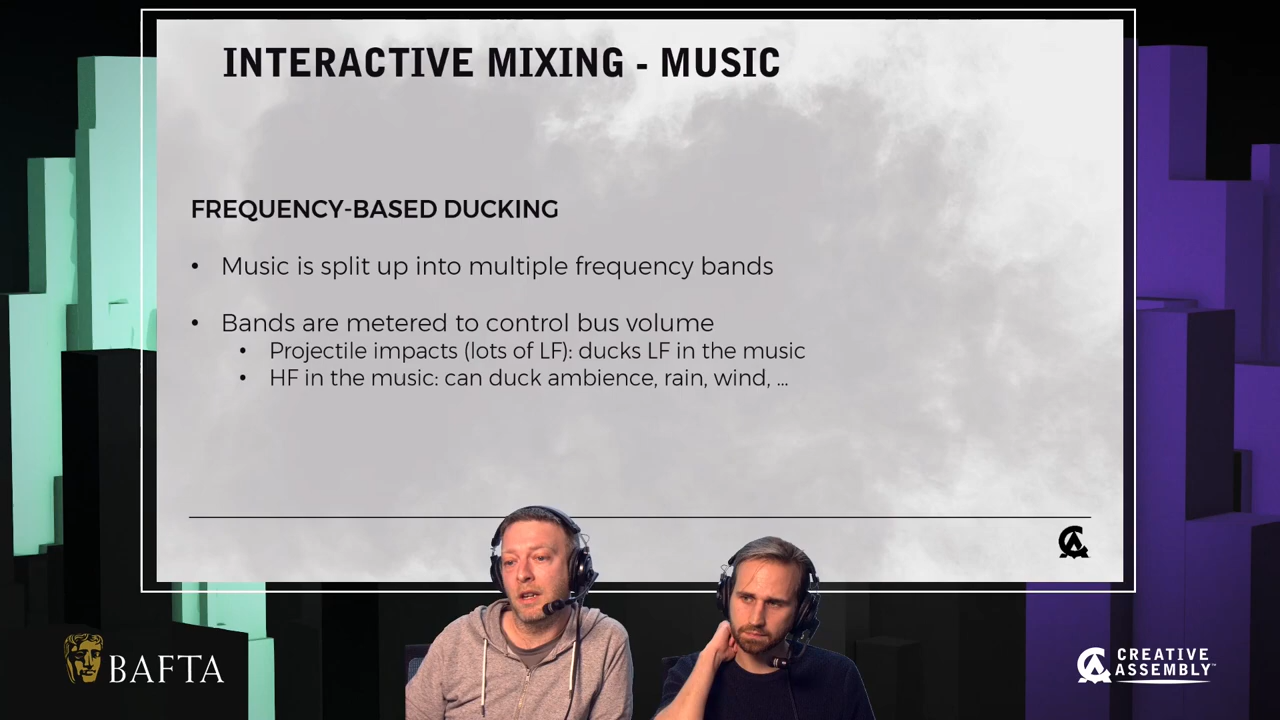 INTERACTIVE MIXING - MUSIC
FREQUENCY-BASED DUCKING
• Music is split up into multiple frequency bands
• Bands are metered to control bus volume
• Projectile impacts (lots of LF): ducks LF in the music
• HF in the music: can duck ambience, rain, wind, ...
BAFTA
CREATIVE
ASSEMBLY™